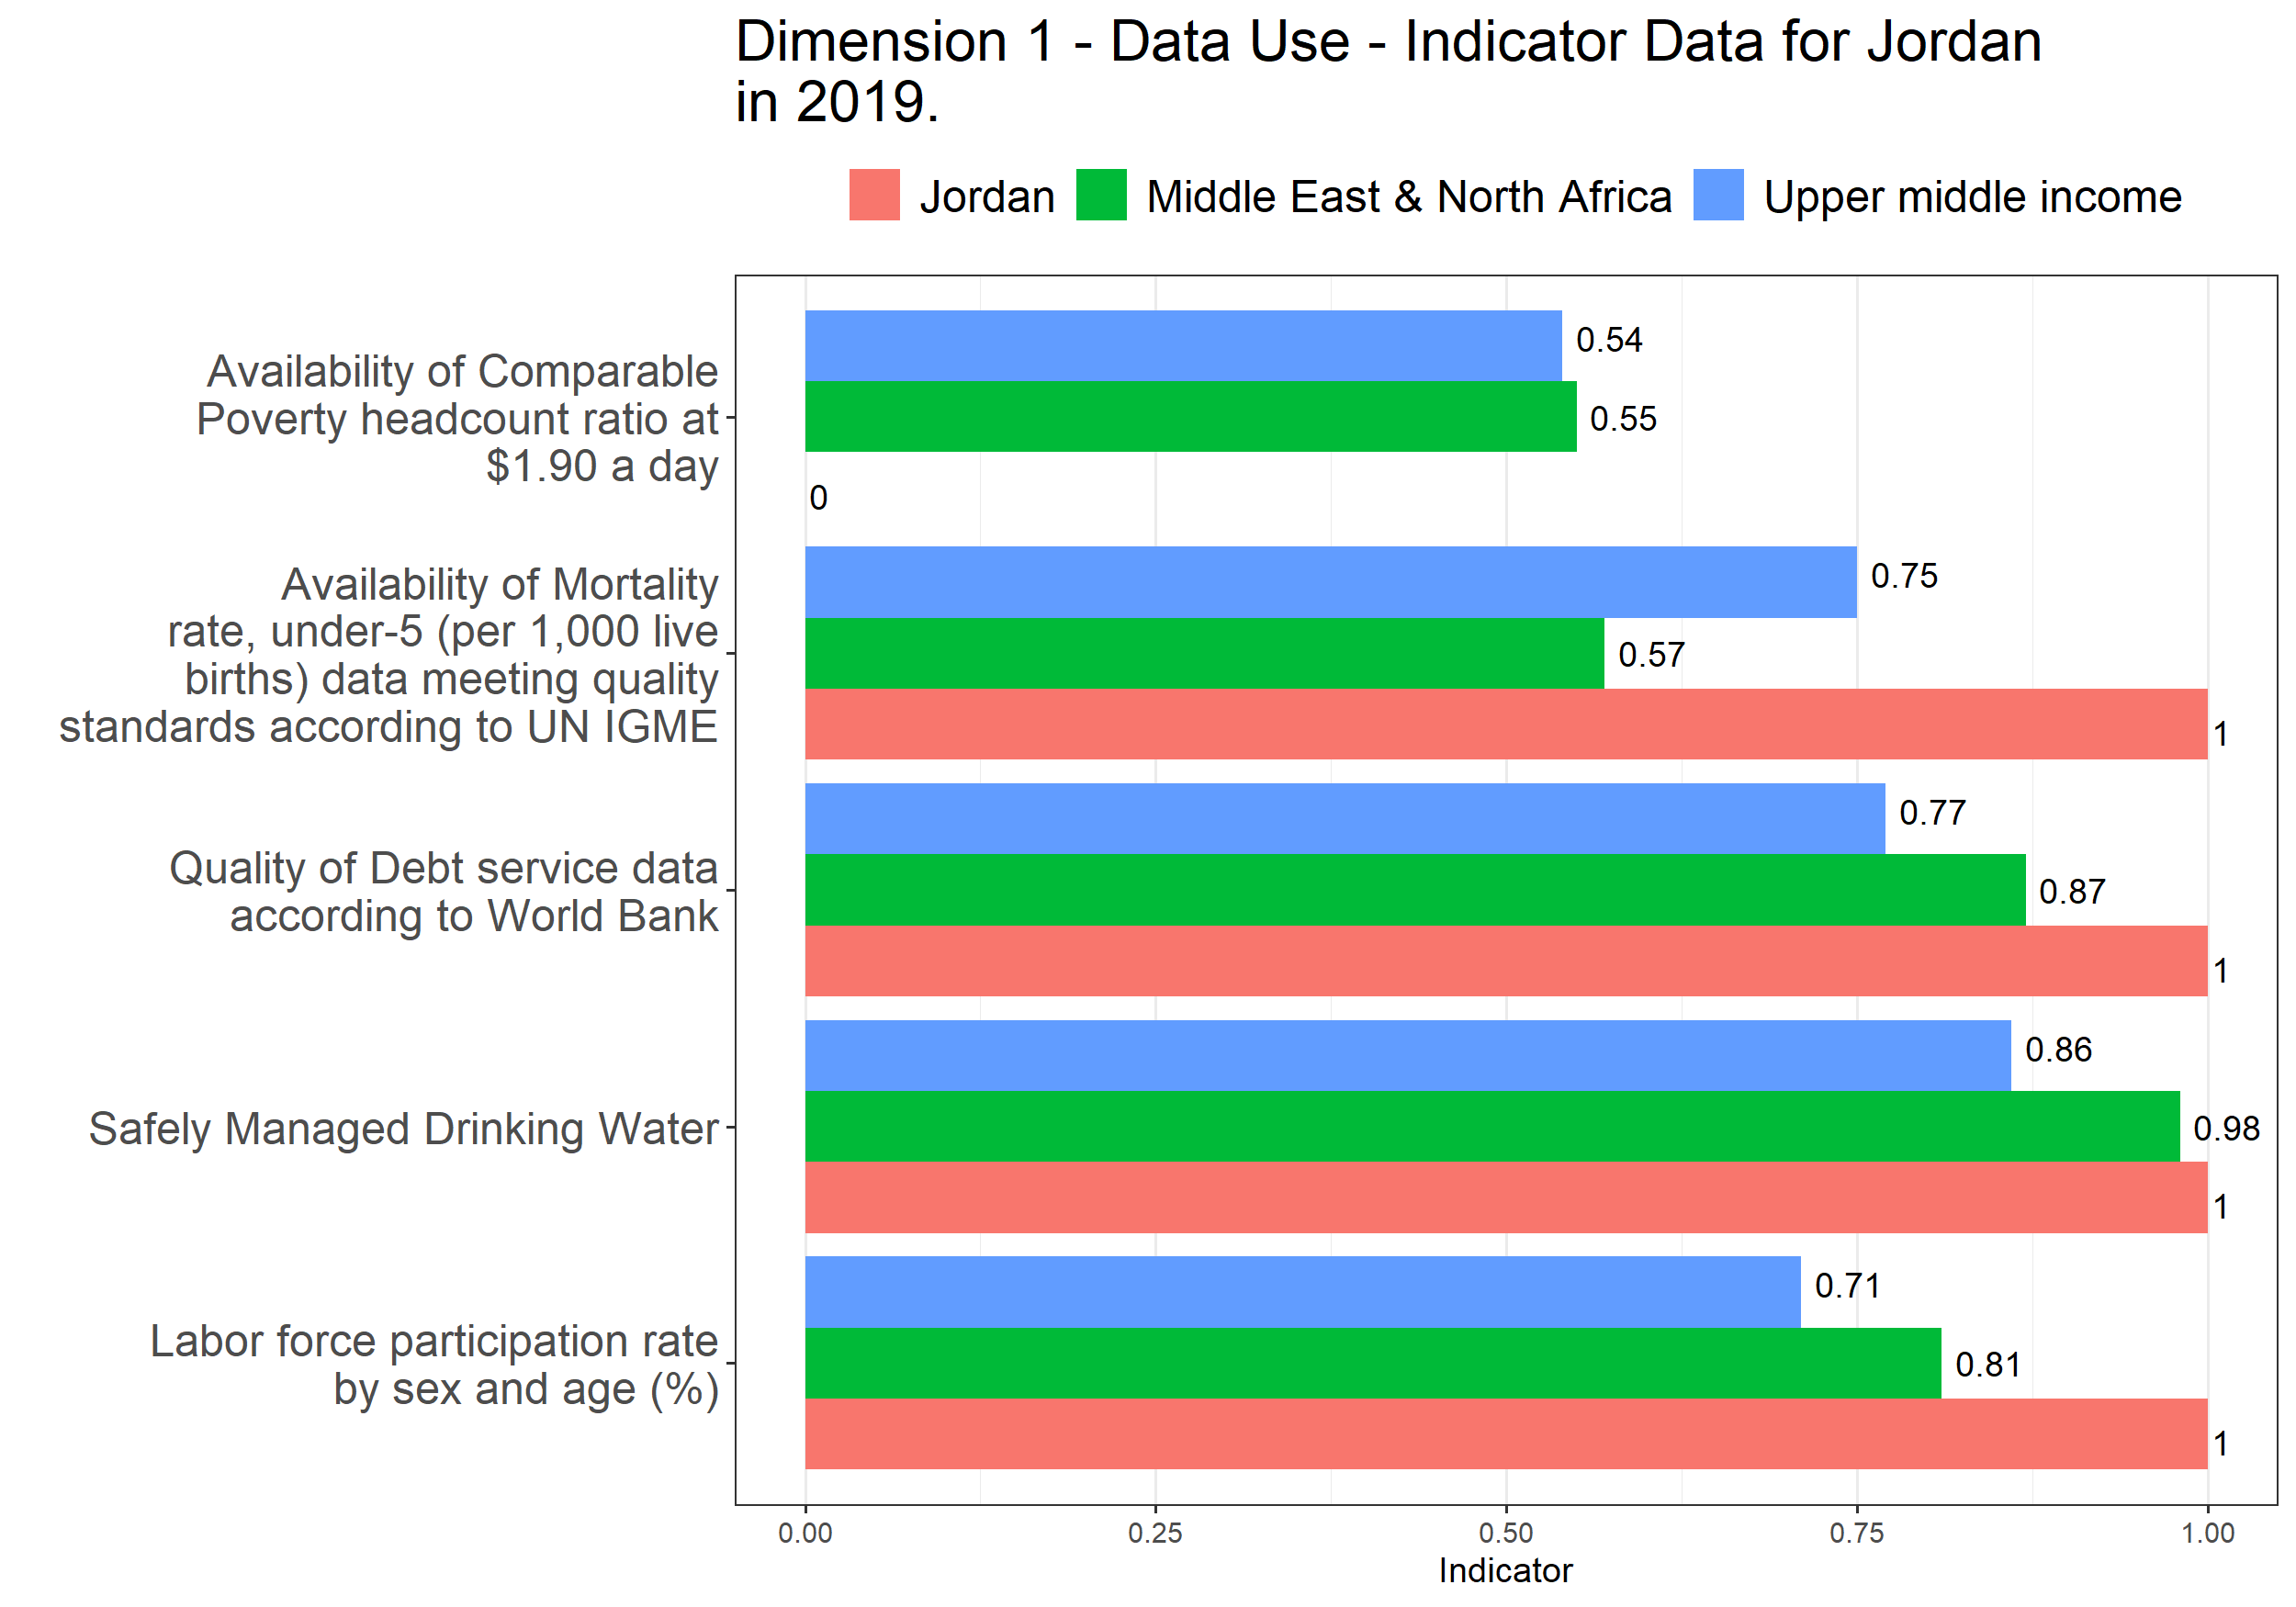 Dimension 1 - Data Use - Indicator Data for Jordan
in 2019.
Jordan
Middle East & North Africa
Upper middle income
Availability of Comparable
Poverty headcount ratio at
$1.90 a day
0.54
0.55
0
Availability of Mortality
rate, under-5 (per 1,000 live
births) data meeting quality
standards according to UN IGME
0.75
0.57
1
Quality of Debt service data
according to World Bank
0.77
0.87
1
Safely Managed Drinking Water
0.86
0.98
1
Labor force participation rate
by sex and age (%)
0.71
0.81
1
0.00
0.25
0.50
0.75
1.00
Indicator